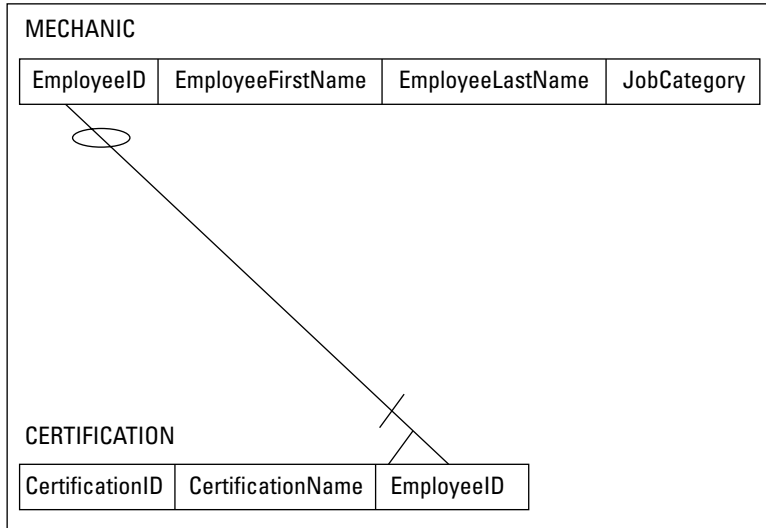 MECHANIC
EmployeeID EmployeeFirstName EmployeeLastName JobCategory
CERTIFICATION
CertificationID CertificationName EmployeeID